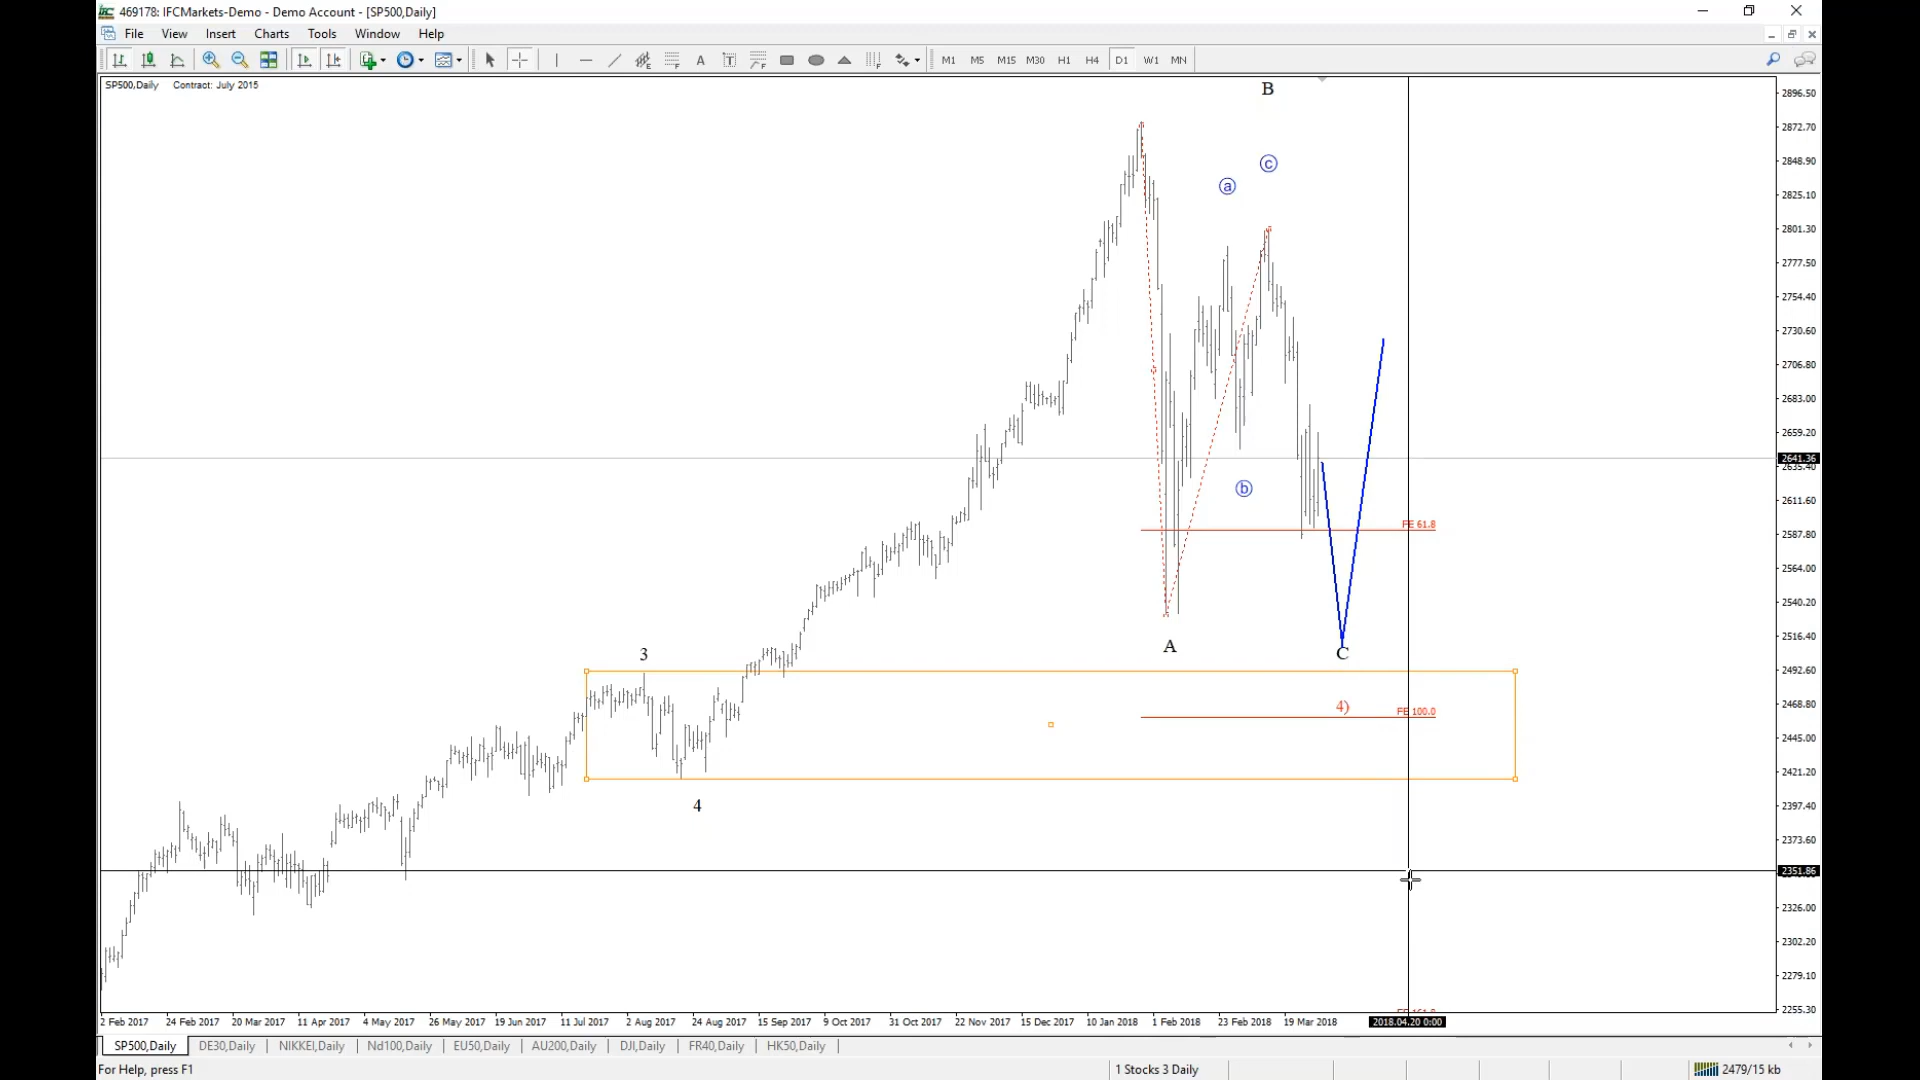 469178: IFCMarkets-Demo - Demo Account - [SP500,Daily]
File View Insert Charts Tools Window Help
A T M1 M5 M15 M30 H1 H4 D1 W1 MN
SP500,Daily Contract: July 2015
B
2896.50
2872.70
c
2848.90
a
2825.10
2801.30
2777.50
2754.40
2730.60
2706.80
2683.00
2659.20
2641.36
2635.40
b
2611.60
FE 61.8
2587.80
2564.00
2540.20
2516.40
A
3
C
2492.60
4)
2468.80
FE 100.0
2445.00
2421.20
4
2397.40
2373.60
2351.86
2326.00
2302.20
2279.10
2255.30
2 Feb 2017 24 Feb 2017 20 Mar 2017 11 Apr 2017 4 May 2017 26 May 2017 19 Jun 2017 11 Jul 2017 2 Aug 2017 24 Aug 2017 15 Sep 2017 9 Oct 2017 31 Oct 2017 22 Nov 2017 15 Dec 2017 10 Jan 2018 1 Feb 2018 23 Feb 2018 19 Mar 2018 2018.04.20 0:00
SP500,Daily DE30,Daily NIKKEI,Daily Nd100,Daily EU50,Daily AU200,Daily DJI,Daily FR40,Daily HK50,Daily
For Help, press F1 1 Stocks 3 Daily 2479/15 kb